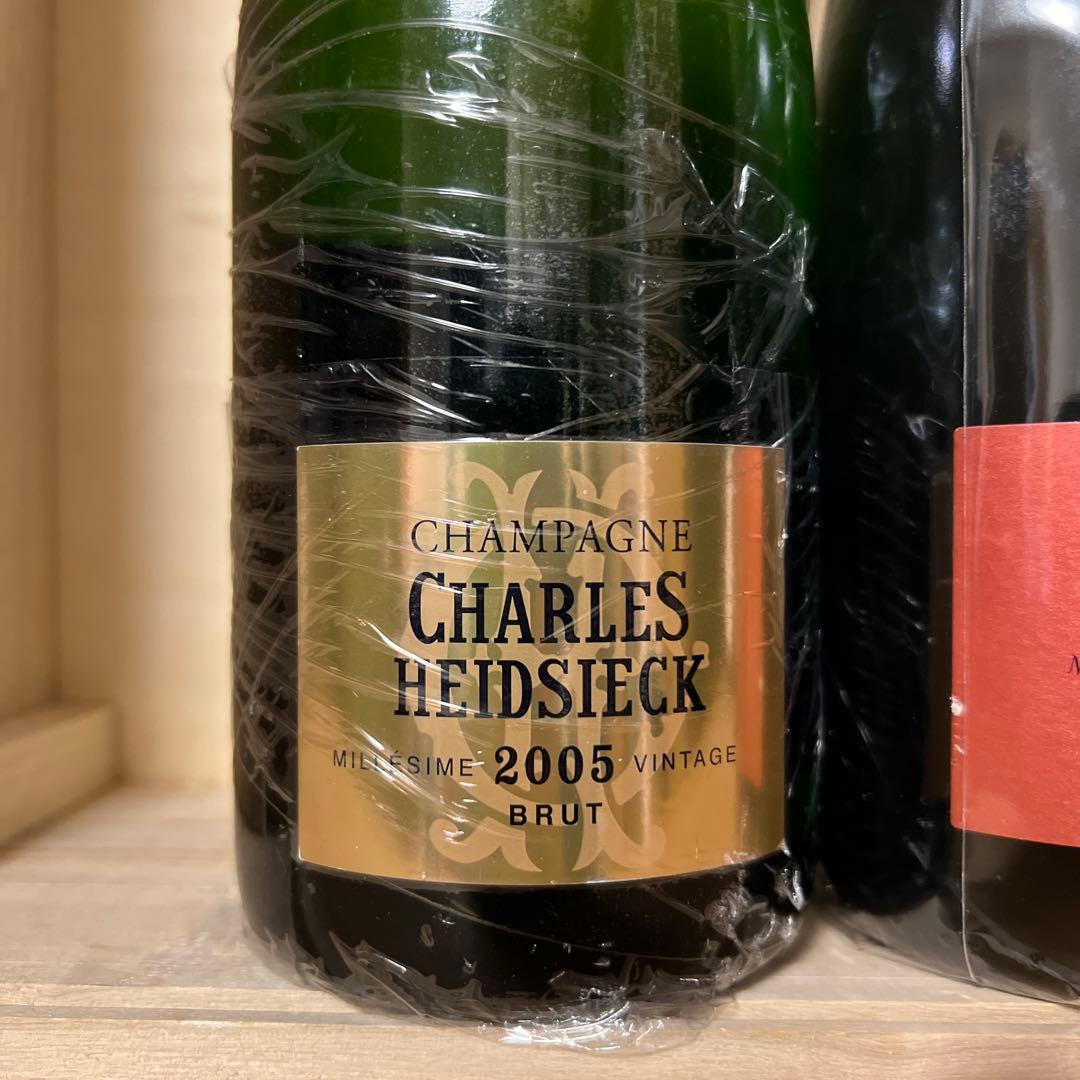 CHAMPAGNE
CHARLES
HEIDSIECK
MILLÉSIME 2005 VINTAGE
BRUT